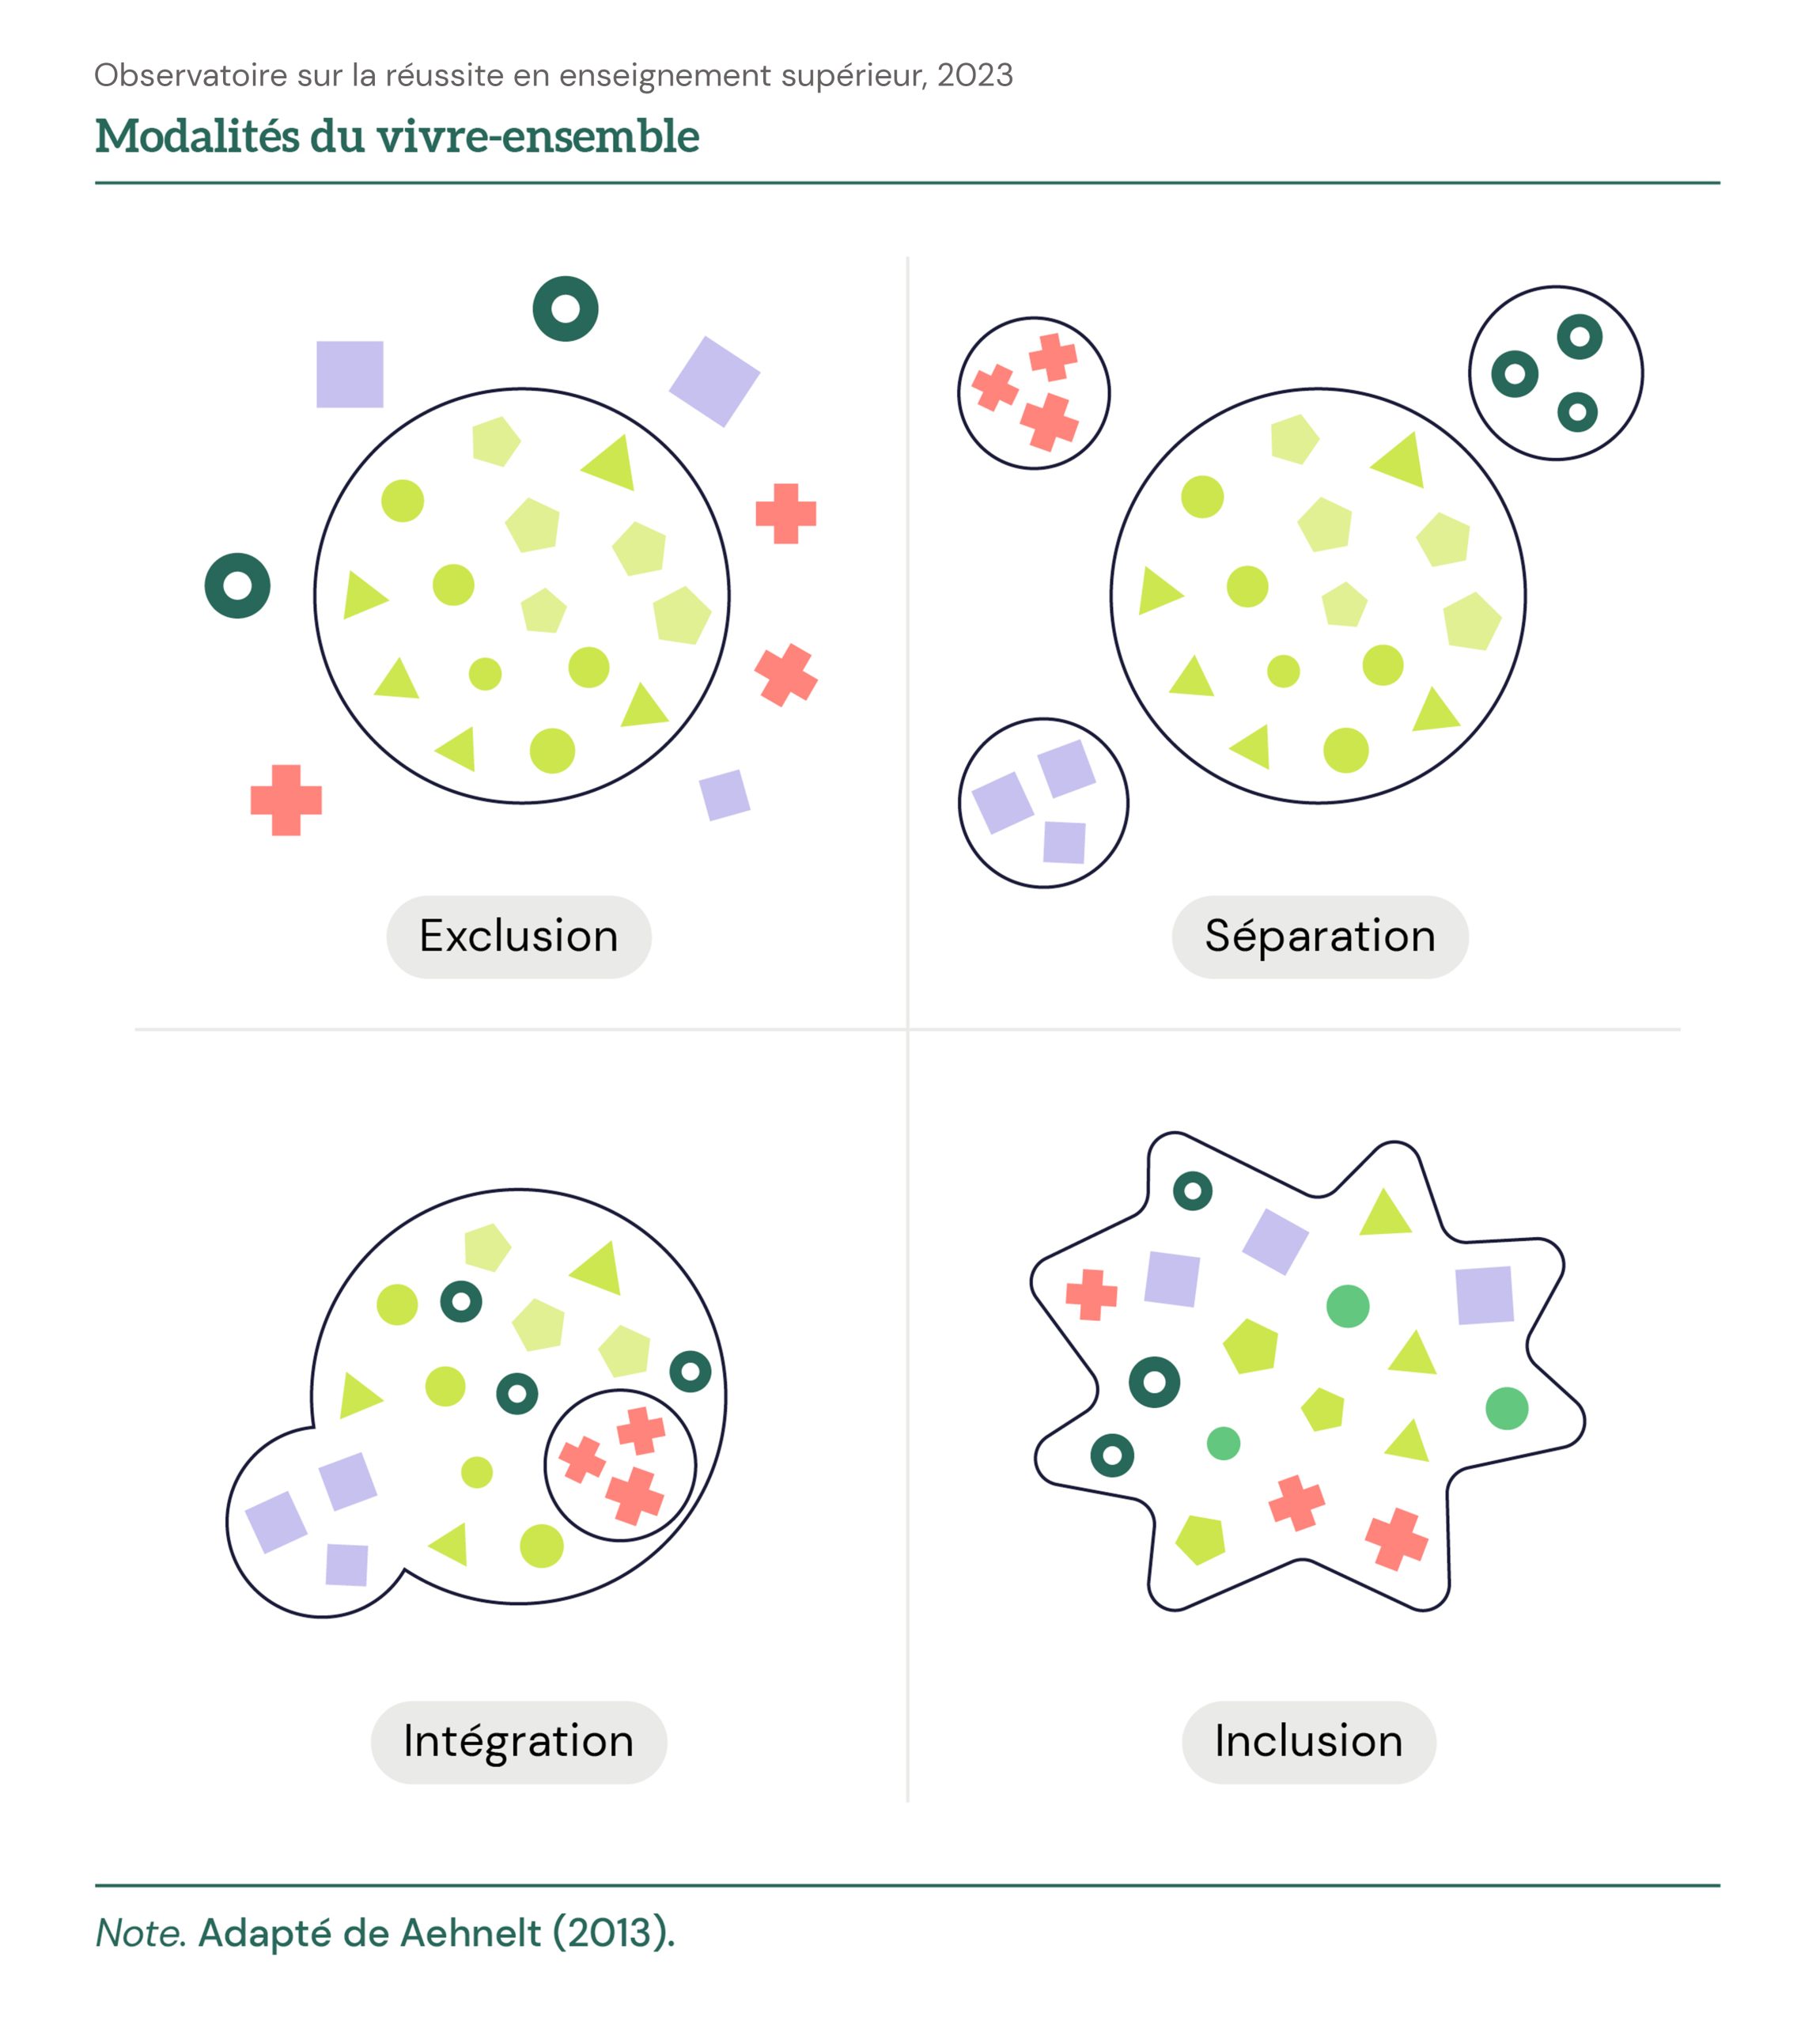 Observatoire sur la réussite en enseignement supérieur, 2023
Modalités du vivre-ensemble
Exclusion
Séparation
Intégration
Inclusion
Note. Adapté de Aehnelt (2013).